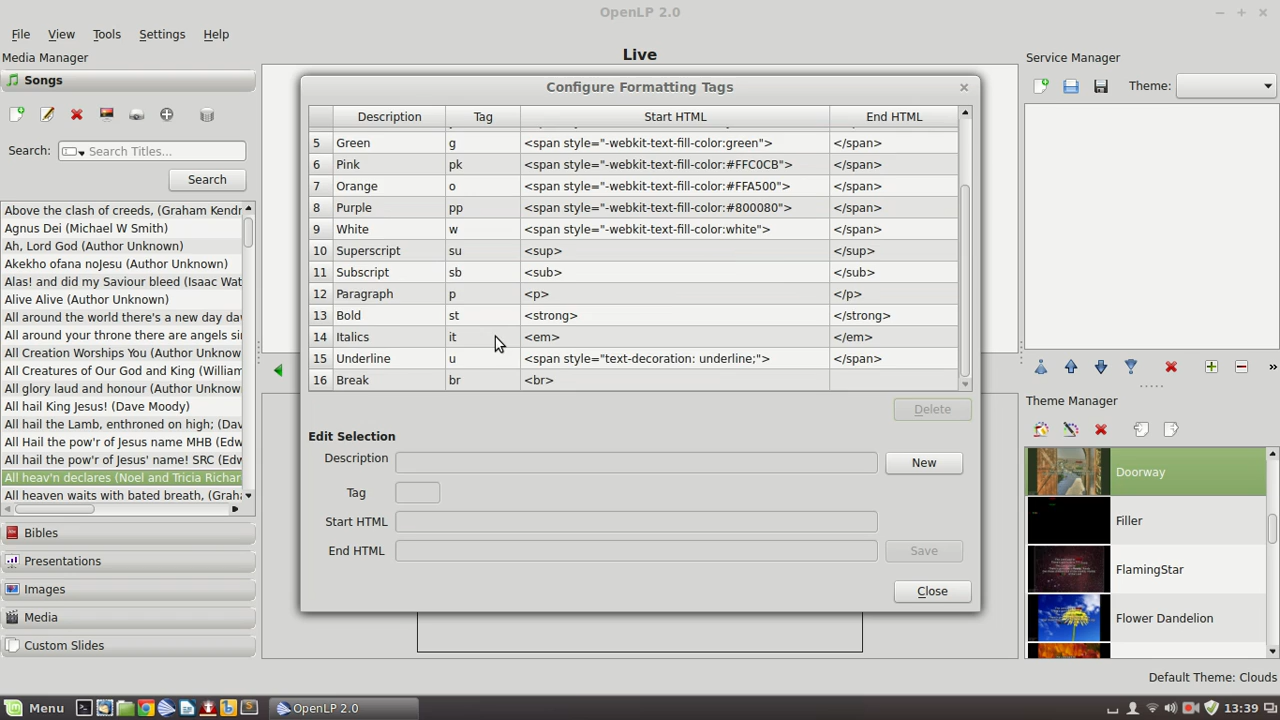 OpenLP 2.0
File View Tools Settings Help
Media Manager
Songs
Search: Search Titles...
Search
Above the clash of creeds, (Graham Kendr
Agnus Dei (Michael W Smith)
Ah, Lord God (Author Unknown)
Akekho ofana noJesu (Author Unknown)
Alas! and did my Saviour bleed (Isaac Wat
Alive Alive (Author Unknown)
All around the world there's a new day da
All around your throne there are angels si
All Creation Worships You (Author Unknow
All Creatures of Our God and King (William
All glory laud and honour (Author Unknow
All hail King Jesus! (Dave Moody)
All hail the Lamb, enthroned on high; (Dav
All Hail the pow'r of Jesus name MHB (Edw
All hail the pow'r of Jesus' name! SRC (Edw
All heav'n declares (Noel and Tricia Richar
All heaven waits with bated breath, (Graha
Bibles
Presentations
Images
Media
Custom Slides
Live
Configure Formatting Tags
Description Tag Start HTML End HTML
5 Green g <span style="-webkit-text-fill-color:green"> </span>
6 Pink pk <span style="-webkit-text-fill-color:#FFC0CB"> </span>
7 Orange o <span style="-webkit-text-fill-color:#FFA500"> </span>
8 Purple pp <span style="-webkit-text-fill-color:#800080"> </span>
9 White w <span style="-webkit-text-fill-color:white"> </span>
10 Superscript su <sup> </sup>
11 Subscript sb <sub> </sub>
12 Paragraph p <p> </p>
13 Bold st <strong> </strong>
14 Italics it <em> </em>
15 Underline u <span style="text-decoration: underline;"> </span>
16 Break br <br>
Delete
Edit Selection
Description New
Tag
Start HTML
End HTML Save
Close
Service Manager
Theme:
»
Theme Manager
Doorway
Filler
FlamingStar
Flower Dandelion
Default Theme: Clouds
Menu OpenLP 2.0 13:39